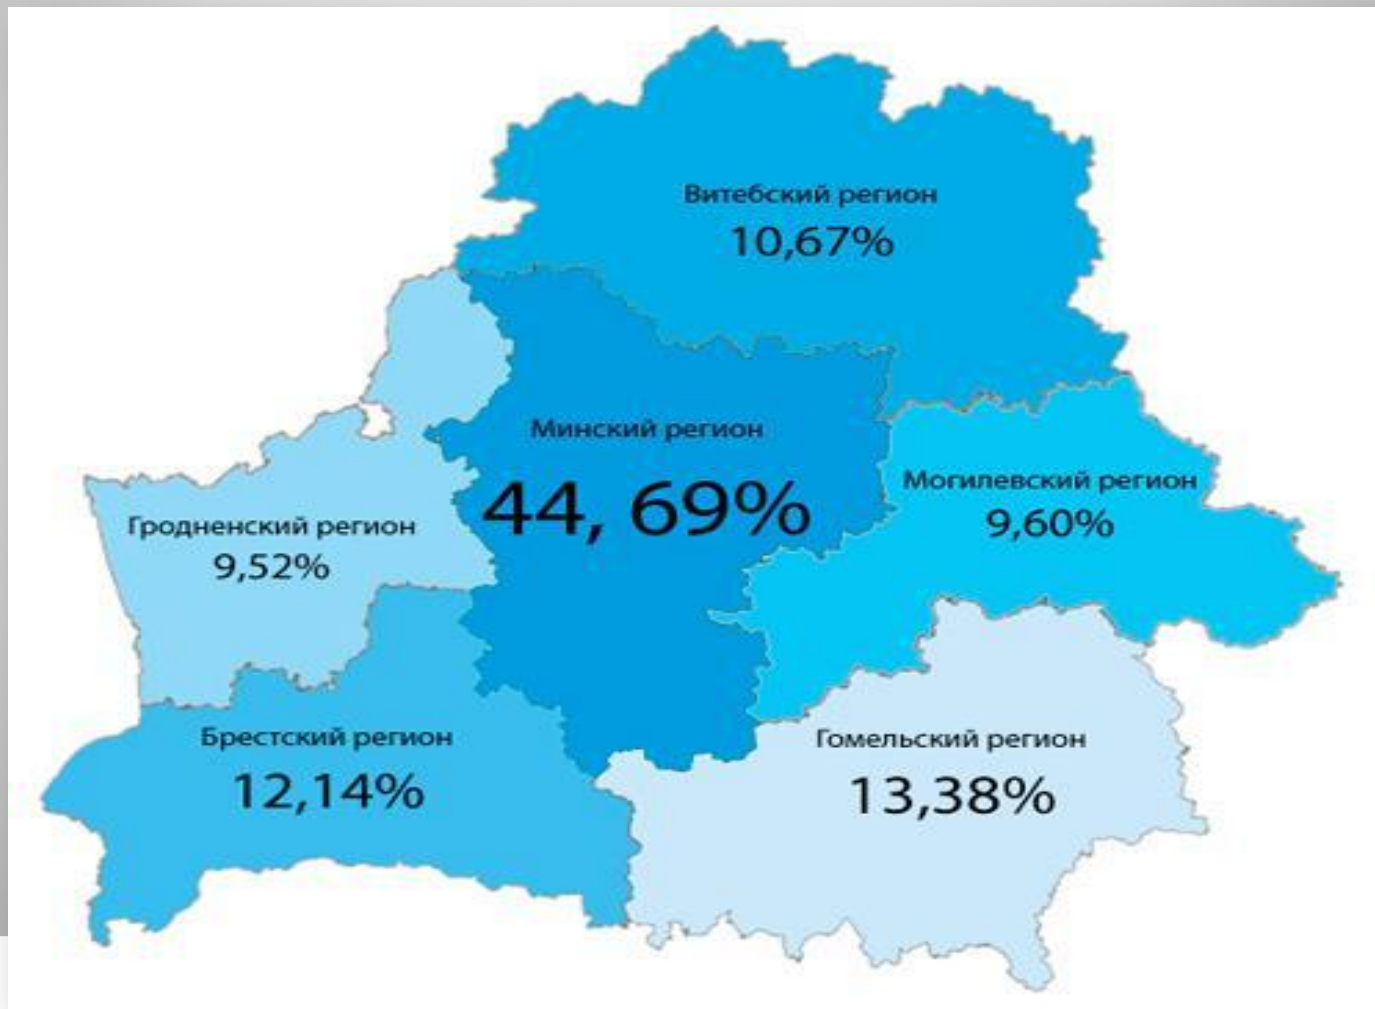 Витебский регион
10,67%
Минский регион
44, 69%
Могилевский регион
9,60%
Гродненский регион
9,52%
Брестский регион
12,14%
Гомельский регион
13,38%